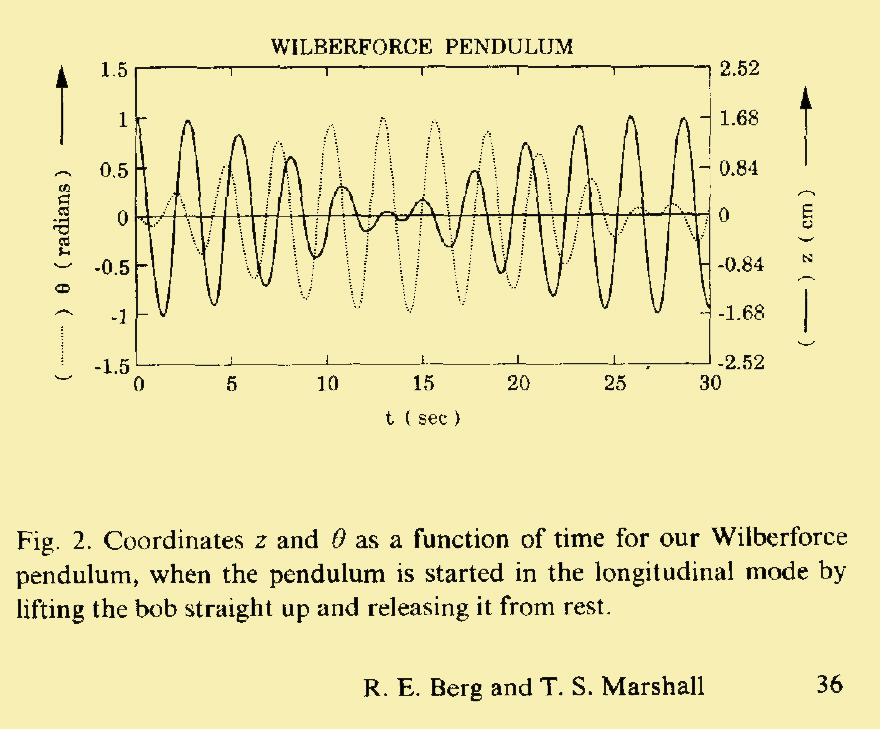 WILBERFORCE PENDULUM
1.5
1
0.5
0
-0.5
-1
-1.5
2.52
1.68
0.84
0
-0.84
-1.68
-2.52
(········) θ (radians)
(——) z (cm)
0 5 10 15 20 25 30
t ( sec )
Fig. 2. Coordinates z and θ as a function of time for our Wilberforce
pendulum, when the pendulum is started in the longitudinal mode by
lifting the bob straight up and releasing it from rest.
R. E. Berg and T. S. Marshall 36